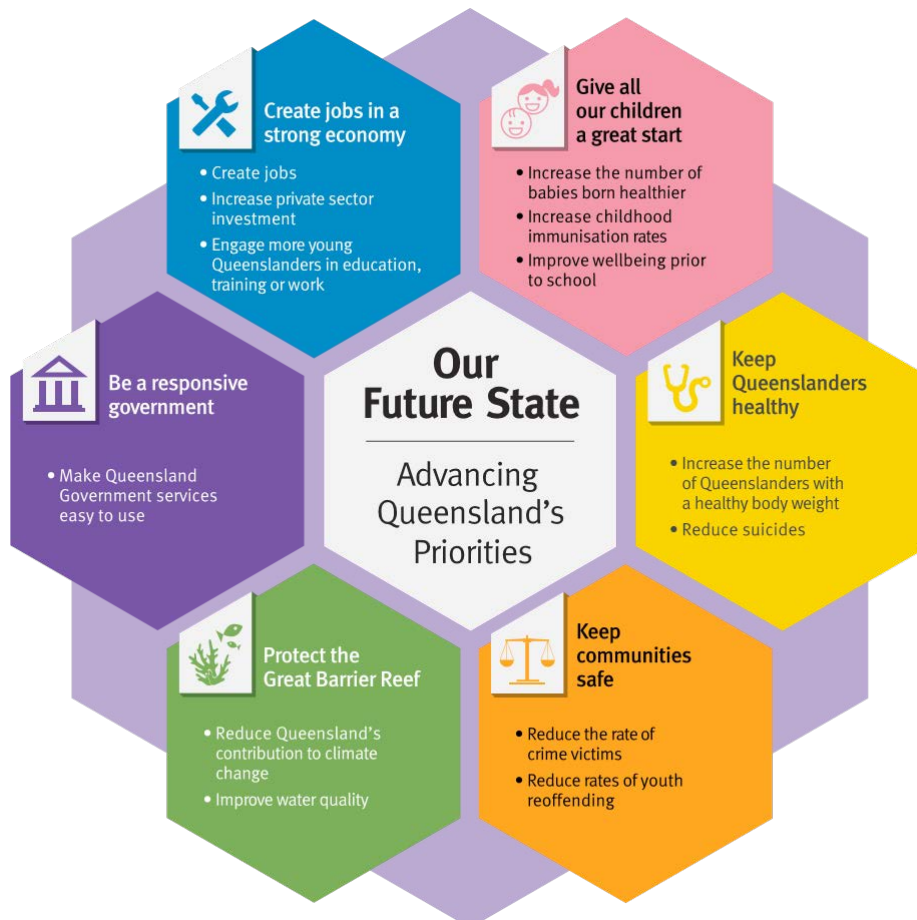 Create jobs in a
strong economy
• Create jobs
• Increase private sector
investment
• Engage more young
Queenslanders in education,
training or work
Give all
our children
a great start
• Increase the number of
babies born healthier
• Increase childhood
immunisation rates
• Improve wellbeing prior
to school
Be a responsive
government
• Make Queensland
Government services
easy to use
Our
Future State
Advancing
Queensland's
Priorities
Keep
Queenslanders
healthy
• Increase the number
of Queenslanders with
a healthy body weight
• Reduce suicides
Protect the
Great Barrier Reef
• Reduce Queensland's
contribution to climate
change
• Improve water quality
Keep
communities
safe
• Reduce the rate of
crime victims
• Reduce rates of youth
reoffending